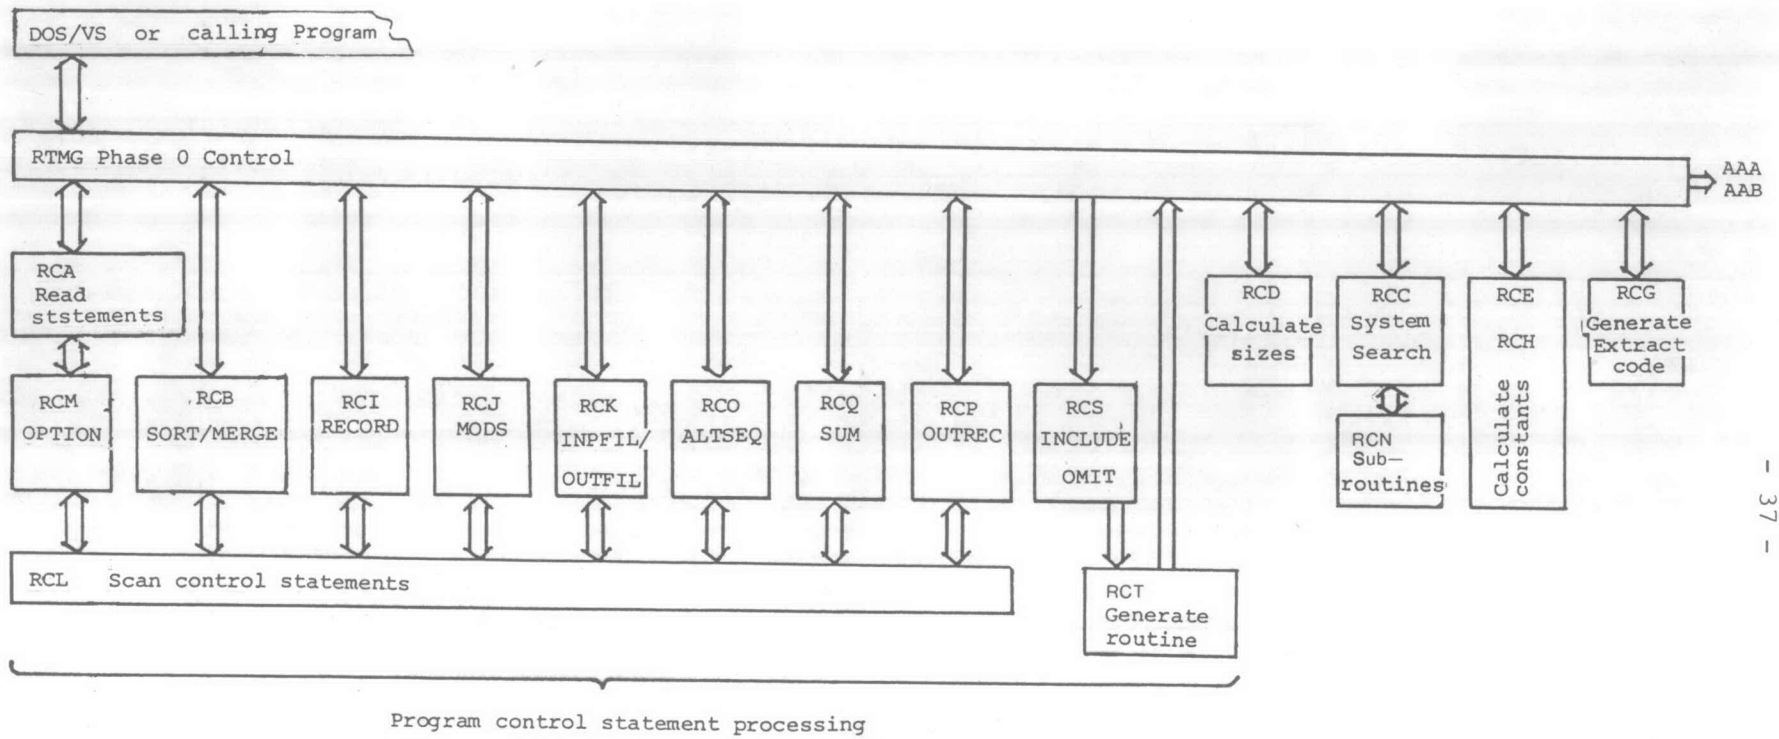 DOS/VS or calling Program
RTMG Phase 0 Control
AAA
AAB
RCA
Read
ststements
RCM
OPTION
RCB
SORT/MERGE
RCI
RECORD
RCJ
MODS
RCK
INPFIL/
OUTFIL
RCO
ALTSEQ
RCQ
SUM
RCP
OUTREC
RCS
INCLUDE
OMIT
RCD
Calculate
sizes
RCC
System
Search
RCN
Sub-
routines
RCE
RCH
Calculate
constants
RCG
Generate
Extract
code
RCL Scan control statements
RCT
Generate
routine
Program control statement processing
- 37 -